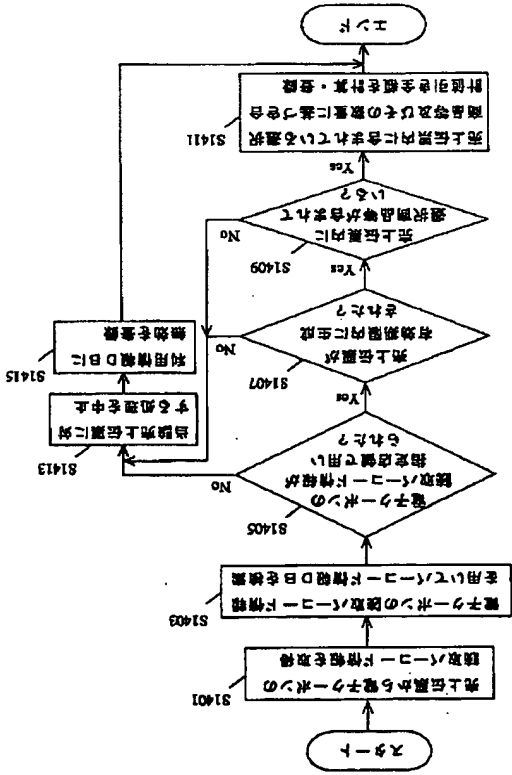 スタート
S1401
売上伝票から電子クーポンの
読取バーコード情報を取得
S1403
電子クーポンの読取バーコード情報
を用いてバーコード情報DBを検索
S1405
電子クーポンの
読取バーコード情報が
指定店舗で用い
られた？
No
Yes
S1407
売上伝票が
有効期限内に生成
された？
No
Yes
S1409
売上伝票内に
選択商品等が含まれて
いる？
No
Yes
S1411
売上伝票内に含まれている選択
商品等及びその数量に基づき合
計値引き金額を計算・登録
S1413
当該売上伝票に対
する処理を中止
S1415
利用情報DBに
無効を登録
エンド